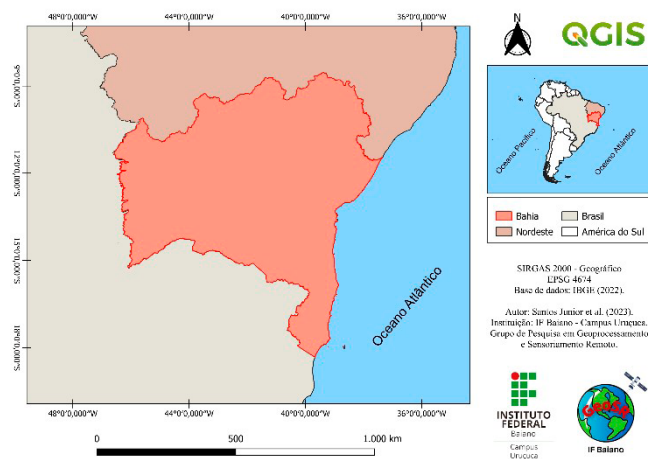 48°0'0,000"W
44°0'0,000"W
40°0'0,000"W
36°0'0,000"W
9°0'0,000"S
12°0'0,000"S
15°0'0,000"S
18°0'0,000"S
Oceano Atlântico
48°0'0,000"W
44°0'0,000"W
40°0'0,000"W
36°0'0,000"W
0
500
1.000 km
N
QGIS
Oceano Pacífico
Oceano Atlântico
Bahia
Brasil
Nordeste
América do Sul
SIRGAS 2000 - Geográfico
EPSG 4674
Base de dados: IBGE (2022).
Autor: Santos Junior et al. (2023).
Instituição: IF Baiano - Campus Uruçuca.
Grupo de Pesquisa em Geoprocessamento
e Sensoriamento Remoto.
INSTITUTO
FEDERAL
Baiano
Campus
Uruçuca
IF Baiano